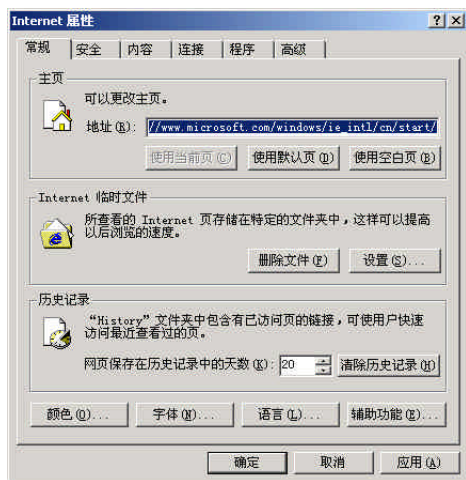 Internet 属性
常规 安全 内容 连接 程序 高级
主页
可以更改主页。
地址(R): //www.microsoft.com/windows/ie_intl/cn/start/
使用当前页(C) 使用默认页(D) 使用空白页(B)
Internet 临时文件
所查看的 Internet 页存储在特定的文件夹中，这样可以提高
以后浏览的速度。
删除文件(F) 设置(S)...
历史记录
“History”文件夹中包含有已访问页的链接，可使用户快速
访问最近查看过的页。
网页保存在历史记录中的天数(K): 20 清除历史记录(H)
颜色(O)... 字体(N)... 语言(L)... 辅助功能(E)...
确定 取消 应用(A)